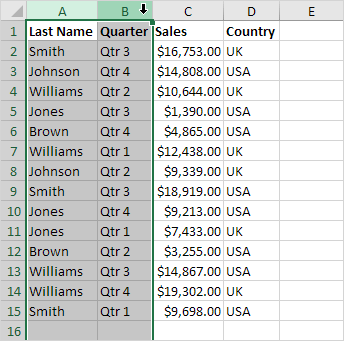 A B C D E
1 Last Name Quarter Sales Country
2 Smith Qtr 3 $16,753.00 UK
3 Johnson Qtr 4 $14,808.00 USA
4 Williams Qtr 2 $10,644.00 UK
5 Jones Qtr 3 $1,390.00 USA
6 Brown Qtr 4 $4,865.00 USA
7 Williams Qtr 1 $12,438.00 UK
8 Johnson Qtr 2 $9,339.00 UK
9 Smith Qtr 3 $18,919.00 USA
10 Jones Qtr 4 $9,213.00 USA
11 Jones Qtr 1 $7,433.00 UK
12 Brown Qtr 2 $3,255.00 USA
13 Williams Qtr 3 $14,867.00 USA
14 Williams Qtr 4 $19,302.00 UK
15 Smith Qtr 1 $9,698.00 USA
16